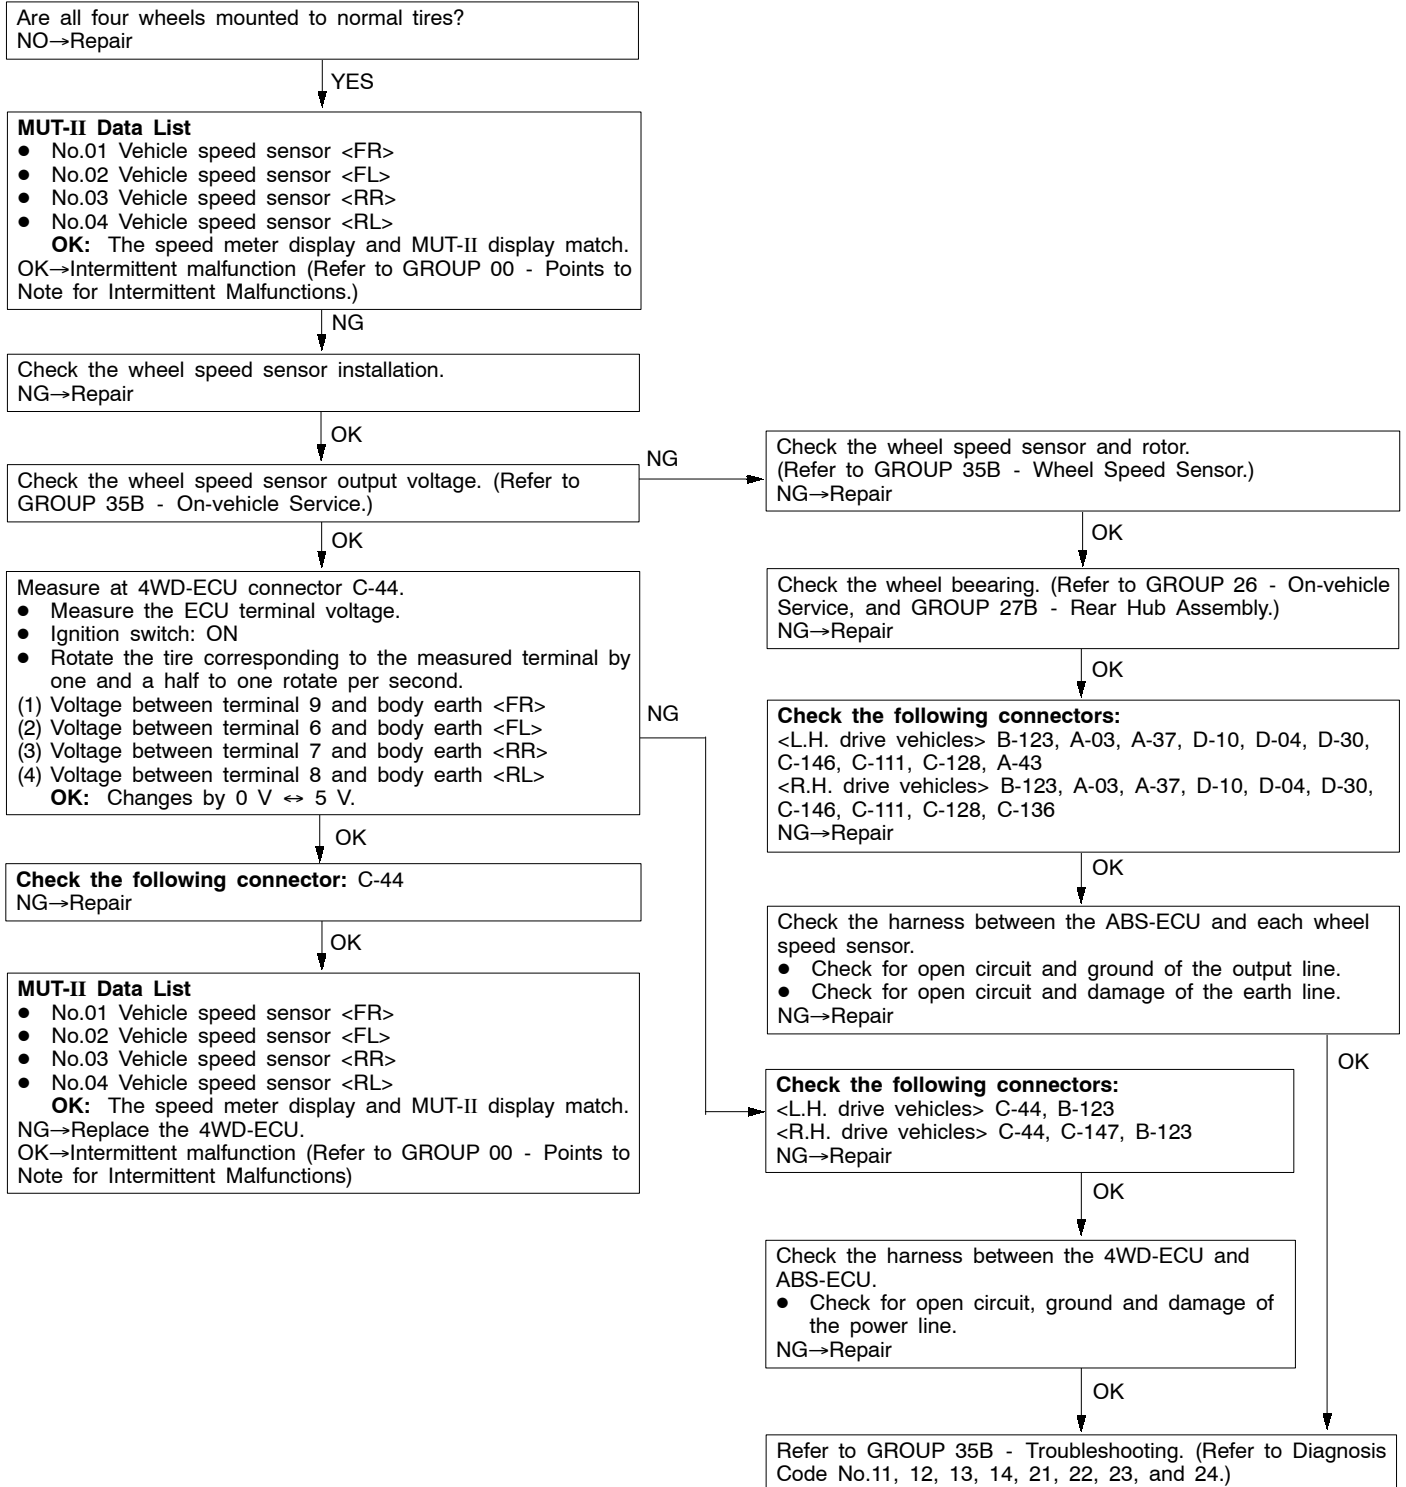 Are all four wheels mounted to normal tires?
NO→Repair
YES
MUT-II Data List
● No.01 Vehicle speed sensor <FR>
● No.02 Vehicle speed sensor <FL>
● No.03 Vehicle speed sensor <RR>
● No.04 Vehicle speed sensor <RL>
OK: The speed meter display and MUT-II display match.
OK→Intermittent malfunction (Refer to GROUP 00 - Points to
Note for Intermittent Malfunctions.)
NG
Check the wheel speed sensor installation.
NG→Repair
OK
Check the wheel speed sensor output voltage. (Refer to
GROUP 35B - On-vehicle Service.)
NG
OK
Measure at 4WD-ECU connector C-44.
● Measure the ECU terminal voltage.
● Ignition switch: ON
● Rotate the tire corresponding to the measured terminal by
one and a half to one rotate per second.
(1) Voltage between terminal 9 and body earth <FR>
(2) Voltage between terminal 6 and body earth <FL>
(3) Voltage between terminal 7 and body earth <RR>
(4) Voltage between terminal 8 and body earth <RL>
OK: Changes by 0 V ↔ 5 V.
NG
OK
Check the following connector: C-44
NG→Repair
OK
MUT-II Data List
● No.01 Vehicle speed sensor <FR>
● No.02 Vehicle speed sensor <FL>
● No.03 Vehicle speed sensor <RR>
● No.04 Vehicle speed sensor <RL>
OK: The speed meter display and MUT-II display match.
NG→Replace the 4WD-ECU.
OK→Intermittent malfunction (Refer to GROUP 00 - Points to
Note for Intermittent Malfunctions)
Check the wheel speed sensor and rotor.
(Refer to GROUP 35B - Wheel Speed Sensor.)
NG→Repair
OK
Check the wheel beearing. (Refer to GROUP 26 - On-vehicle
Service, and GROUP 27B - Rear Hub Assembly.)
NG→Repair
OK
Check the following connectors:
<L.H. drive vehicles> B-123, A-03, A-37, D-10, D-04, D-30,
C-146, C-111, C-128, A-43
<R.H. drive vehicles> B-123, A-03, A-37, D-10, D-04, D-30,
C-146, C-111, C-128, C-136
NG→Repair
OK
Check the harness between the ABS-ECU and each wheel
speed sensor.
● Check for open circuit and ground of the output line.
● Check for open circuit and damage of the earth line.
NG→Repair
OK
Check the following connectors:
<L.H. drive vehicles> C-44, B-123
<R.H. drive vehicles> C-44, C-147, B-123
NG→Repair
OK
Check the harness between the 4WD-ECU and
ABS-ECU.
● Check for open circuit, ground and damage of
the power line.
NG→Repair
OK
Refer to GROUP 35B - Troubleshooting. (Refer to Diagnosis
Code No.11, 12, 13, 14, 21, 22, 23, and 24.)